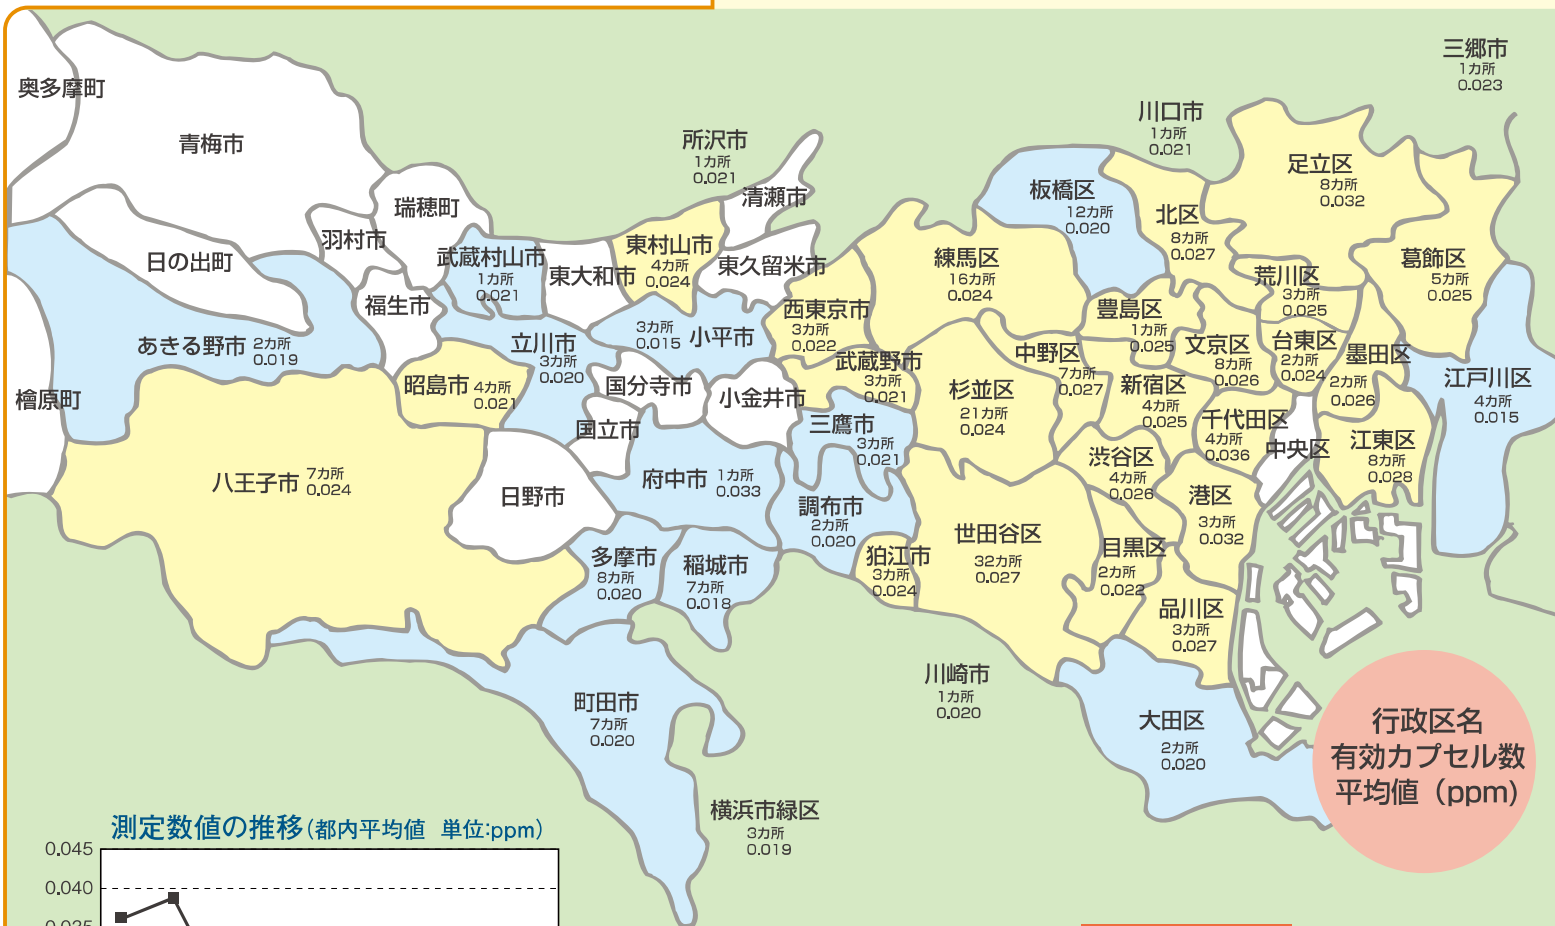 三郷市
1カ所
0.023
奥多摩町
川口市
1カ所
0.021
青梅市
所沢市
1カ所
0.021
足立区
8カ所
0.032
清瀬市
板橋区
12カ所
0.020
瑞穂町
北区
8カ所
0.027
羽村市
東村山市
4カ所
0.024
武蔵村山市
1カ所
0.021
日の出町
東大和市
東久留米市
練馬区
16カ所
0.024
葛飾区
5カ所
0.025
荒川区
3カ所
0.025
福生市
西東京市
3カ所
0.022
豊島区
1カ所
0.025
あきる野市
2カ所
0.019
立川市
3カ所
0.020
3カ所
0.015
小平市
中野区
7カ所
0.027
文京区
8カ所
0.026
台東区
2カ所
0.024
墨田区
2カ所
0.026
武蔵野市
3カ所
0.021
江戸川区
4カ所
0.015
檜原町
昭島市
4カ所
0.021
国分寺市
小金井市
杉並区
21カ所
0.024
新宿区
4カ所
0.025
国立市
三鷹市
3カ所
0.021
千代田区
4カ所
0.036
中央区
江東区
8カ所
0.028
八王子市
7カ所
0.024
府中市
1カ所
0.033
渋谷区
4カ所
0.026
日野市
調布市
2カ所
0.020
港区
3カ所
0.032
世田谷区
32カ所
0.027
目黒区
2カ所
0.022
多摩市
8カ所
0.020
稲城市
7カ所
0.018
狛江市
3カ所
0.024
品川区
3カ所
0.027
川崎市
1カ所
0.020
町田市
7カ所
0.020
大田区
2カ所
0.020
行政区名
有効カプセル数
平均値（ppm）
横浜市緑区
3カ所
0.019
測定数値の推移（都内平均値 単位:ppm）
0.045
0.040
0.035